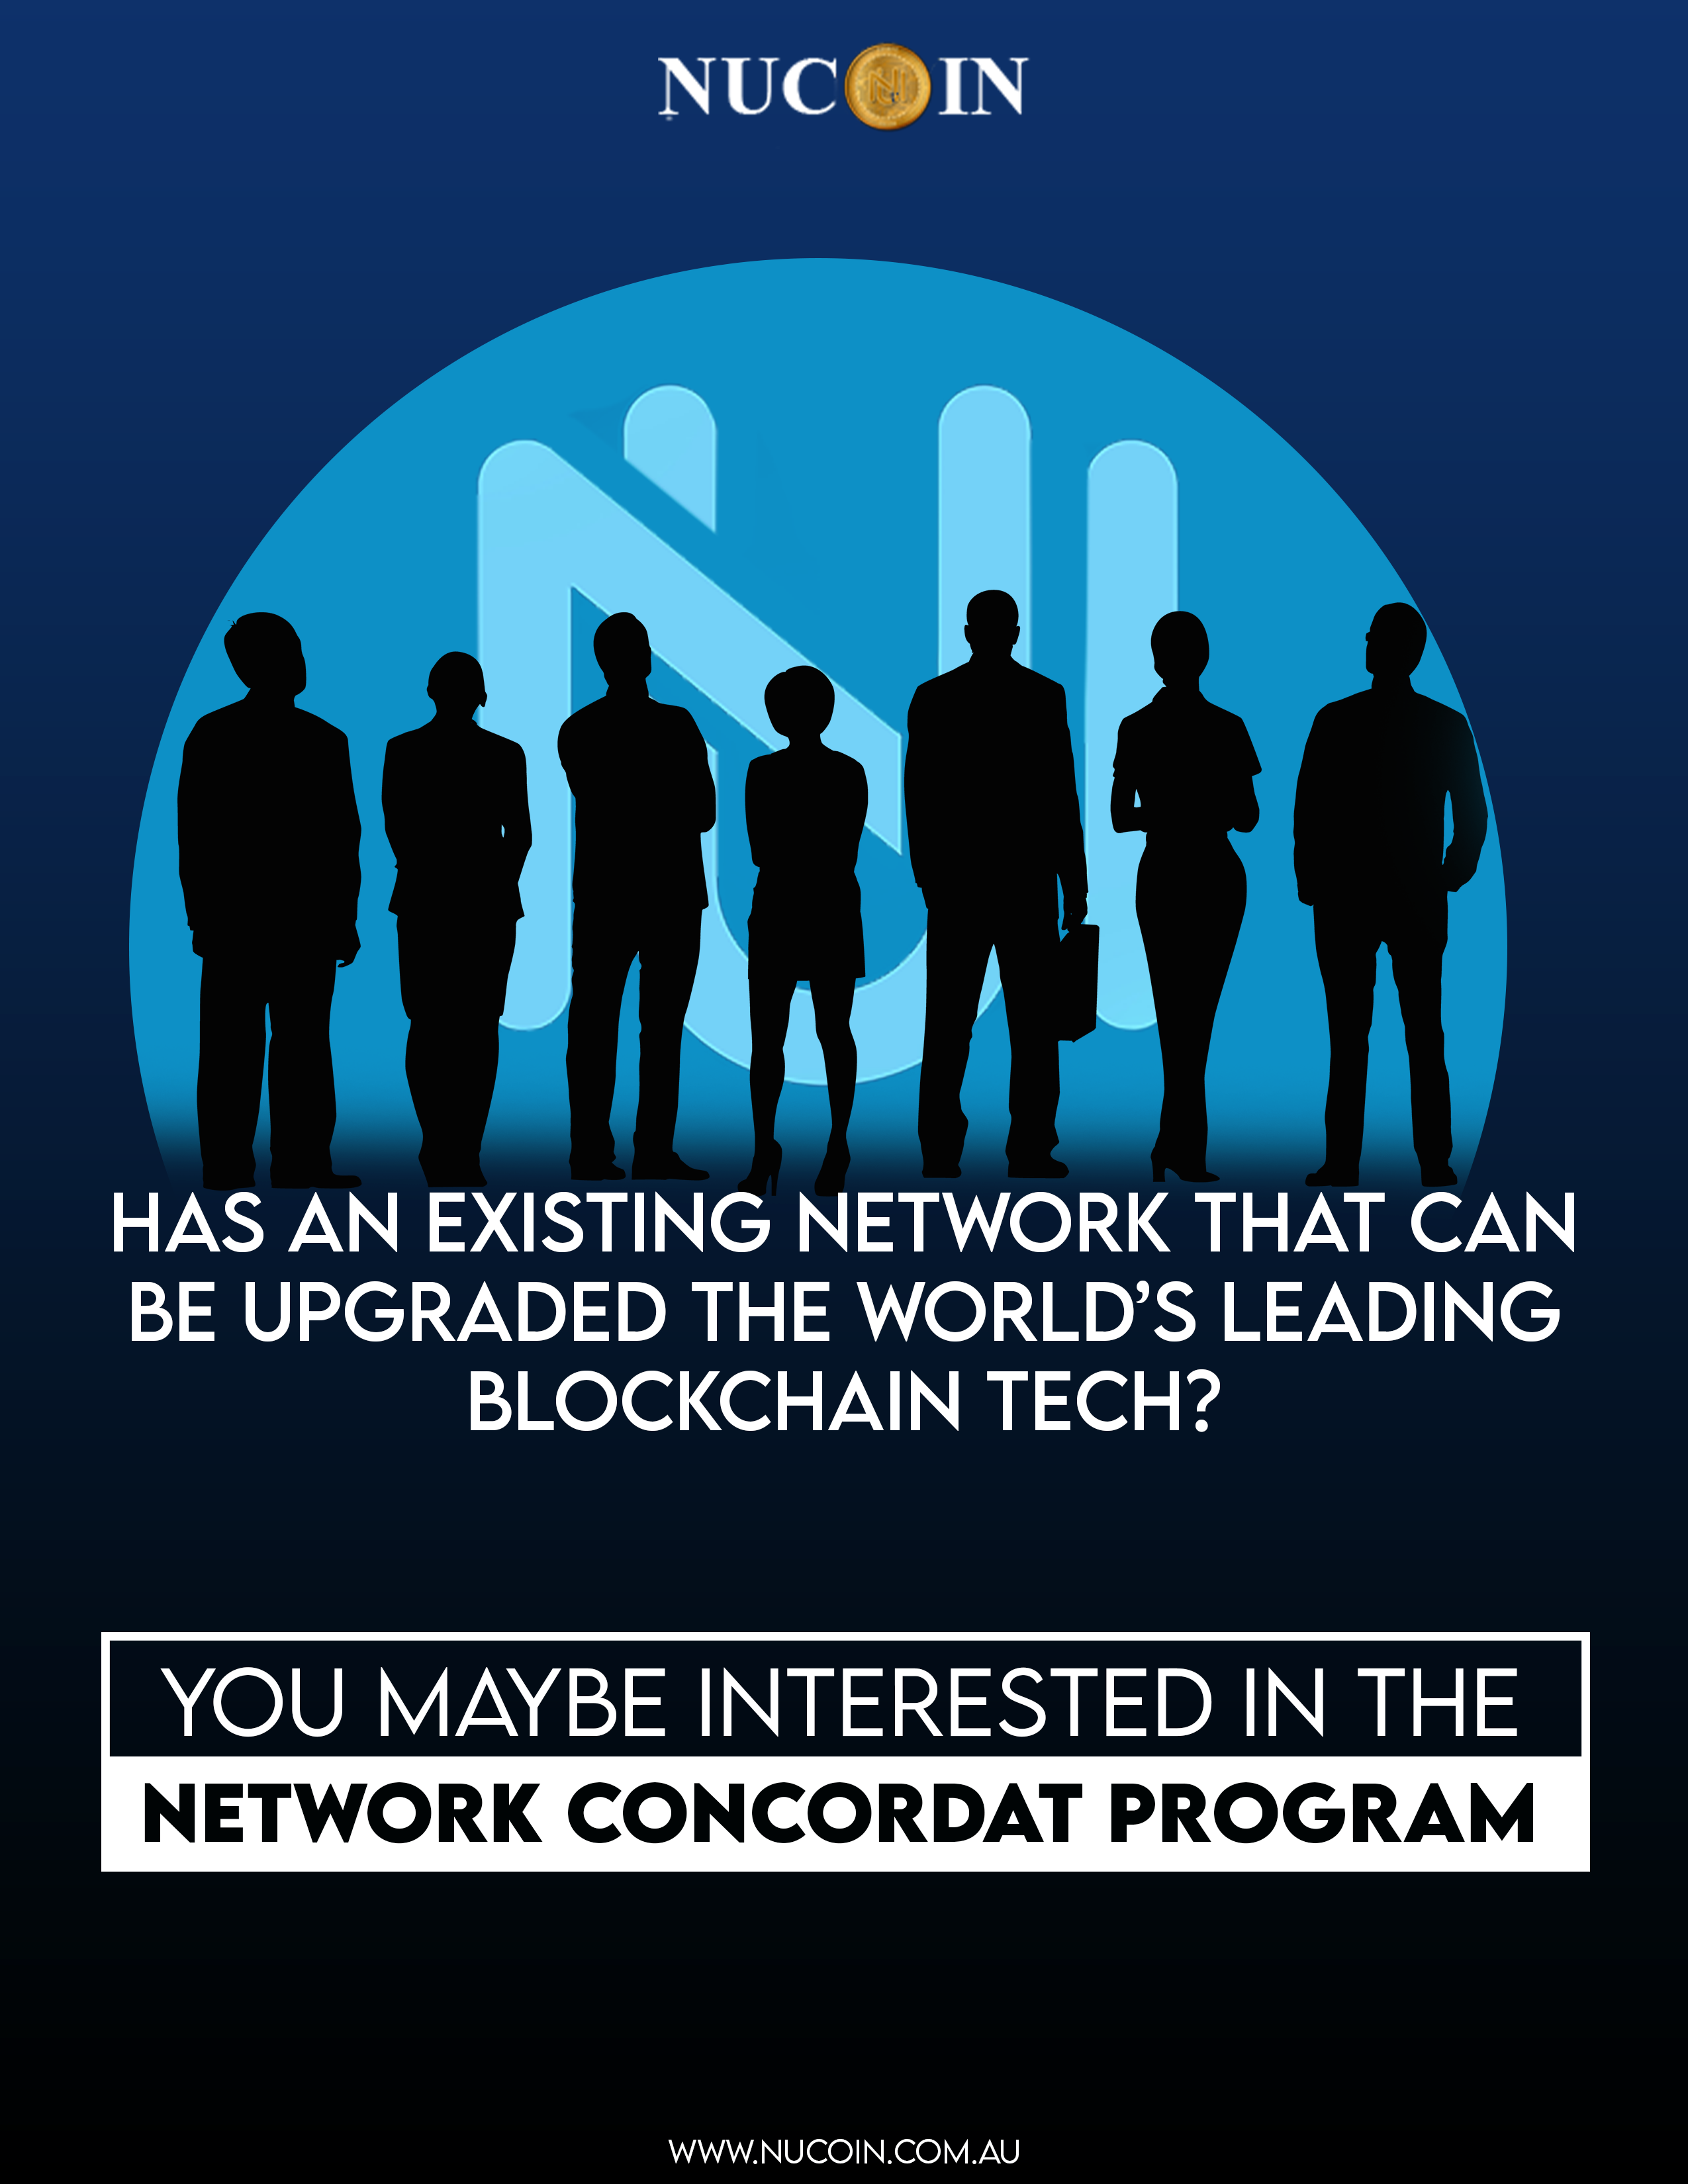 NUCOIN
HAS AN EXISTING NETWORK THAT CAN
BE UPGRADED THE WORLD'S LEADING
BLOCKCHAIN TECH?
YOU MAYBE INTERESTED IN THE
NETWORK CONCORDAT PROGRAM
WWW.NUCOIN.COM.AU